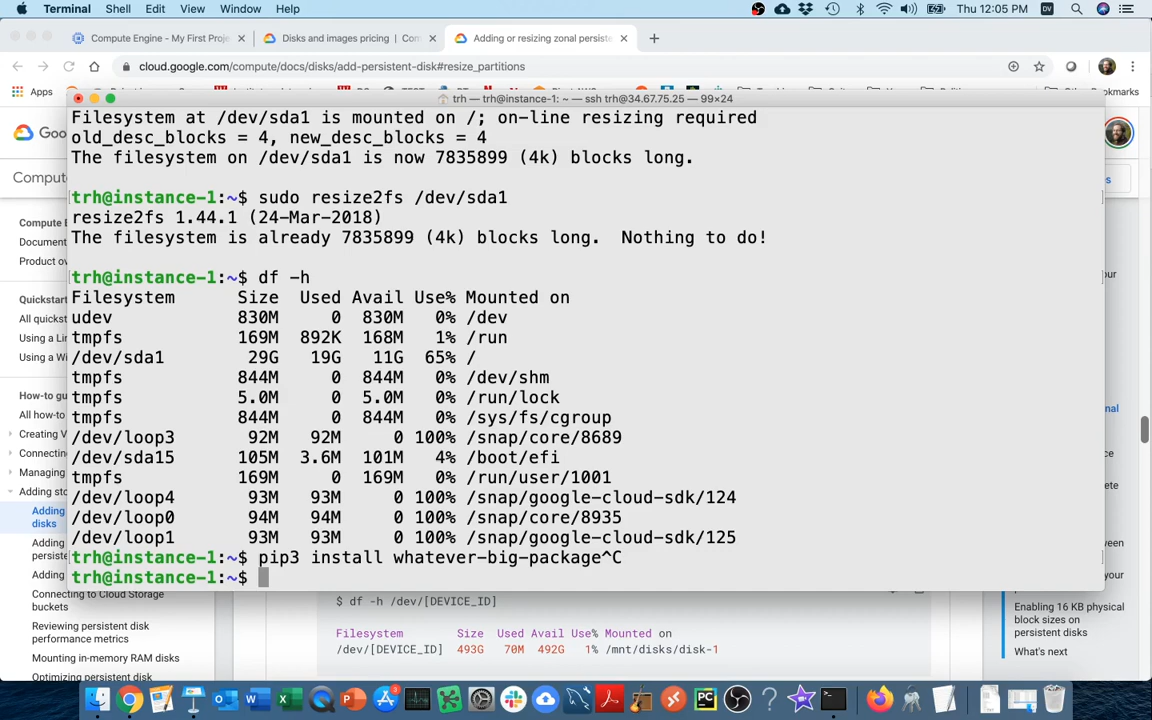 Terminal Shell Edit View Window Help Thu 12:05 PM DV
Compute Engine - My First Proje Disks and images pricing | Con Adding or resizing zonal persiste
cloud.google.com/compute/docs/disks/add-persistent-disk#resize_partitions
Apps
trh — trh@instance-1: ~ — ssh trh@34.67.75.25 — 99×24
Filesystem at /dev/sda1 is mounted on /; on-line resizing required
old_desc_blocks = 4, new_desc_blocks = 4
The filesystem on /dev/sda1 is now 7835899 (4k) blocks long.
trh@instance-1:~$ sudo resize2fs /dev/sda1
resize2fs 1.44.1 (24-Mar-2018)
The filesystem is already 7835899 (4k) blocks long.  Nothing to do!
trh@instance-1:~$ df -h
Filesystem      Size  Used Avail Use% Mounted on
udev            830M     0  830M   0% /dev
tmpfs           169M  892K  168M   1% /run
/dev/sda1        29G   19G   11G  65% /
tmpfs           844M     0  844M   0% /dev/shm
tmpfs           5.0M     0  5.0M   0% /run/lock
tmpfs           844M     0  844M   0% /sys/fs/cgroup
/dev/loop3       92M   92M     0 100% /snap/core/8689
/dev/sda15      105M  3.6M  101M   4% /boot/efi
tmpfs           169M     0  169M   0% /run/user/1001
/dev/loop4       93M   93M     0 100% /snap/google-cloud-sdk/124
/dev/loop0       94M   94M     0 100% /snap/core/8935
/dev/loop1       93M   93M     0 100% /snap/google-cloud-sdk/125
trh@instance-1:~$ pip3 install whatever-big-package^C
trh@instance-1:~$
Goo
Comput
Compute E
Document
Product ov
Quickstart
All quickst
Using a Lin
Using a Wi
How-to gu
All how-to
Creating V
Connecting
Managing
Adding sto
Adding
disks
Adding
persiste
Adding
Connecting to Cloud Storage
buckets
Reviewing persistent disk
performance metrics
Mounting in-memory RAM disks
Optimizing persistent disk
$ df -h /dev/[DEVICE_ID]
Filesystem Size Used Avail Use% Mounted on
/dev/[DEVICE_ID] 493G 70M 492G 1% /mnt/disks/disk-1
Enabling 16 KB physical
block sizes on
persistent disks
What's next